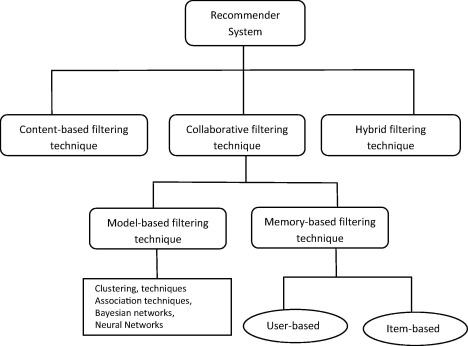 Recommender
System
Content-based filtering
technique
Collaborative filtering
technique
Hybrid filtering
technique
Model-based filtering
technique
Memory-based filtering
technique
Clustering, techniques
Association techniques,
Bayesian networks,
Neural Networks
User-based
Item-based